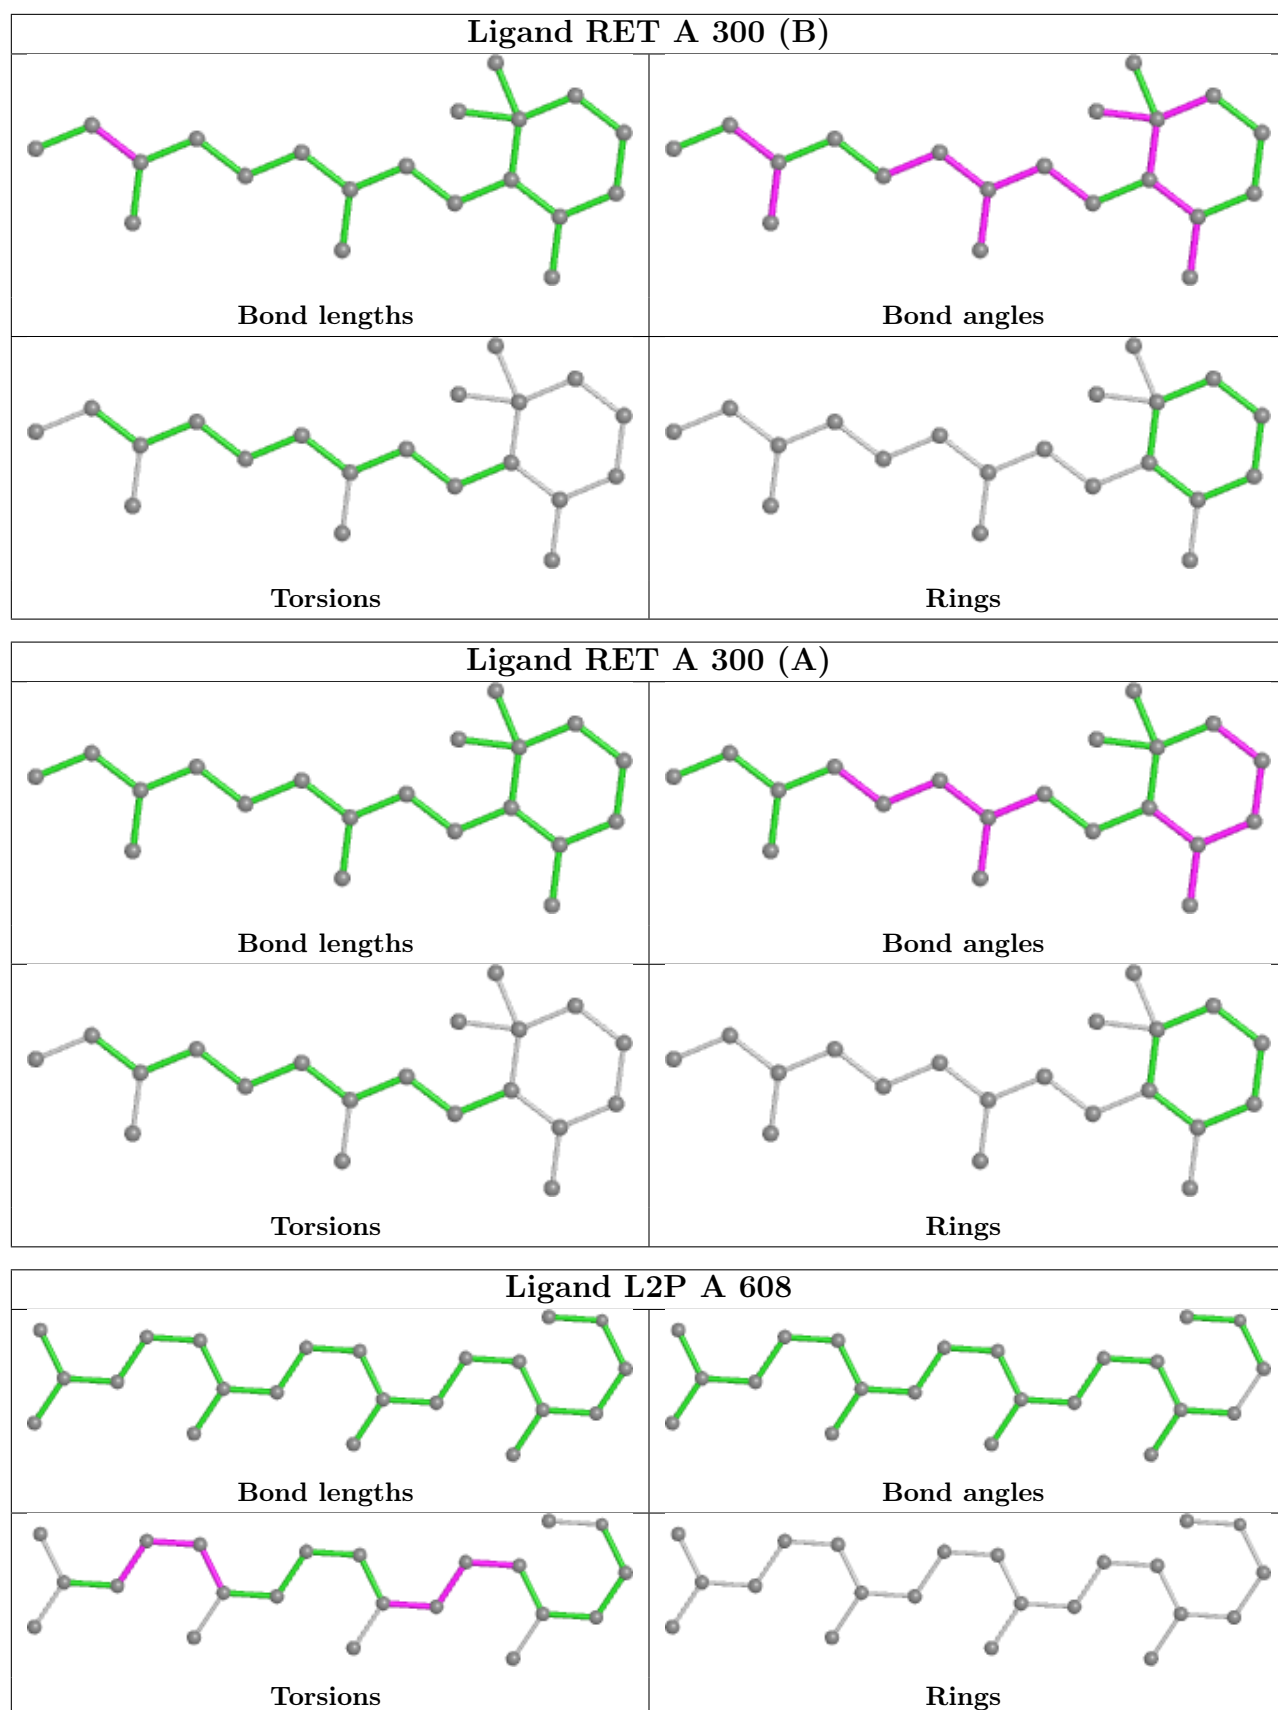 Ligand RET A 300 (B)
Bond lengths
Bond angles
Torsions
Rings
Ligand RET A 300 (A)
Bond lengths
Bond angles
Torsions
Rings
Ligand L2P A 608
Bond lengths
Bond angles
Torsions
Rings